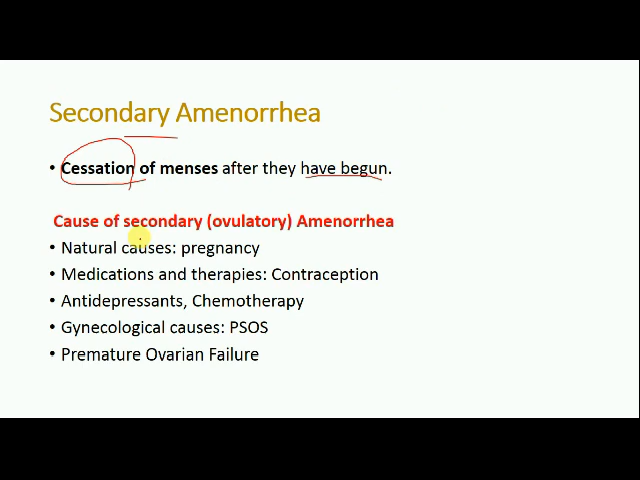 Secondary Amenorrhea
• Cessation of menses after they have begun.
Cause of secondary (ovulatory) Amenorrhea
• Natural causes: pregnancy
• Medications and therapies: Contraception
• Antidepressants, Chemotherapy
• Gynecological causes: PSOS
• Premature Ovarian Failure